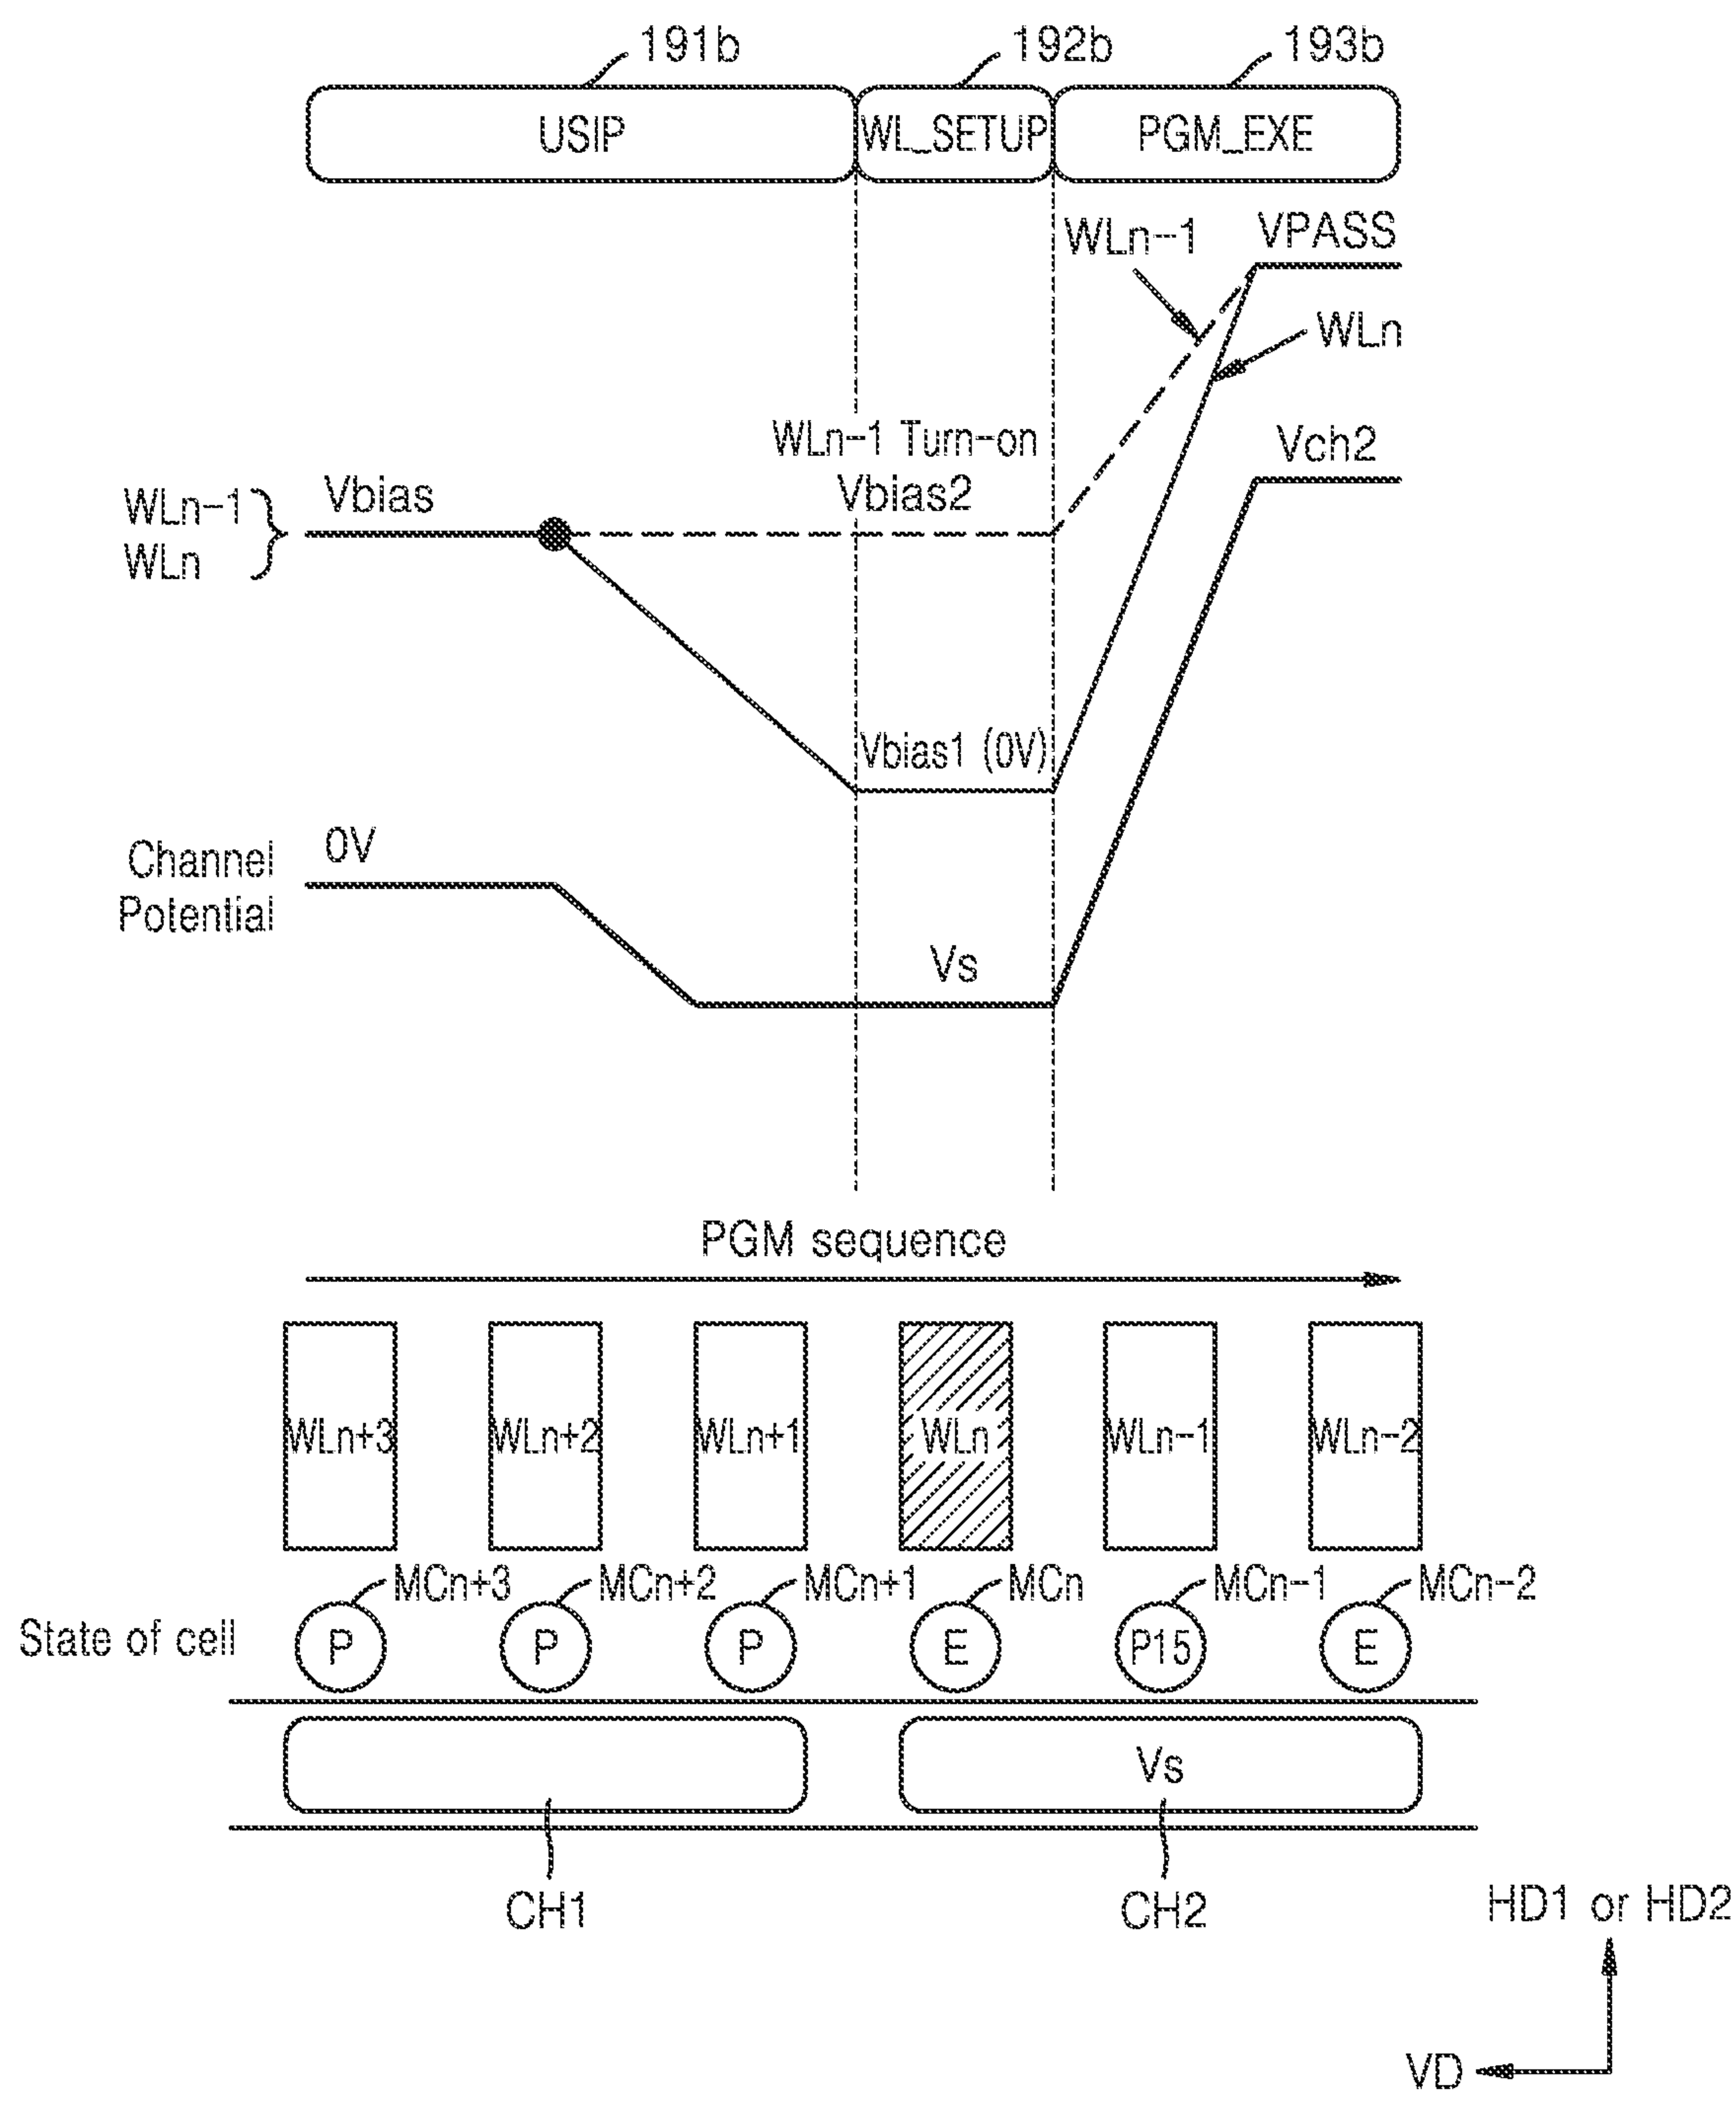 191b 192b 193b
USIP WL_SETUP PGM_EXE
WLn-1 VPASS
WLn
WLn-1 Turn-on Vch2
WLn-1 Vbias Vbias2
WLn
Vbias1 (0V)
Channel 0V
Potential
Vs
PGM sequence
WLn+3 WLn+2 WLn+1 WLn WLn-1 WLn-2
MCn+3 MCn+2 MCn+1 MCn MCn-1 MCn-2
State of cell P P P E P15 E
Vs
CH1 CH2
HD1 or HD2
VD